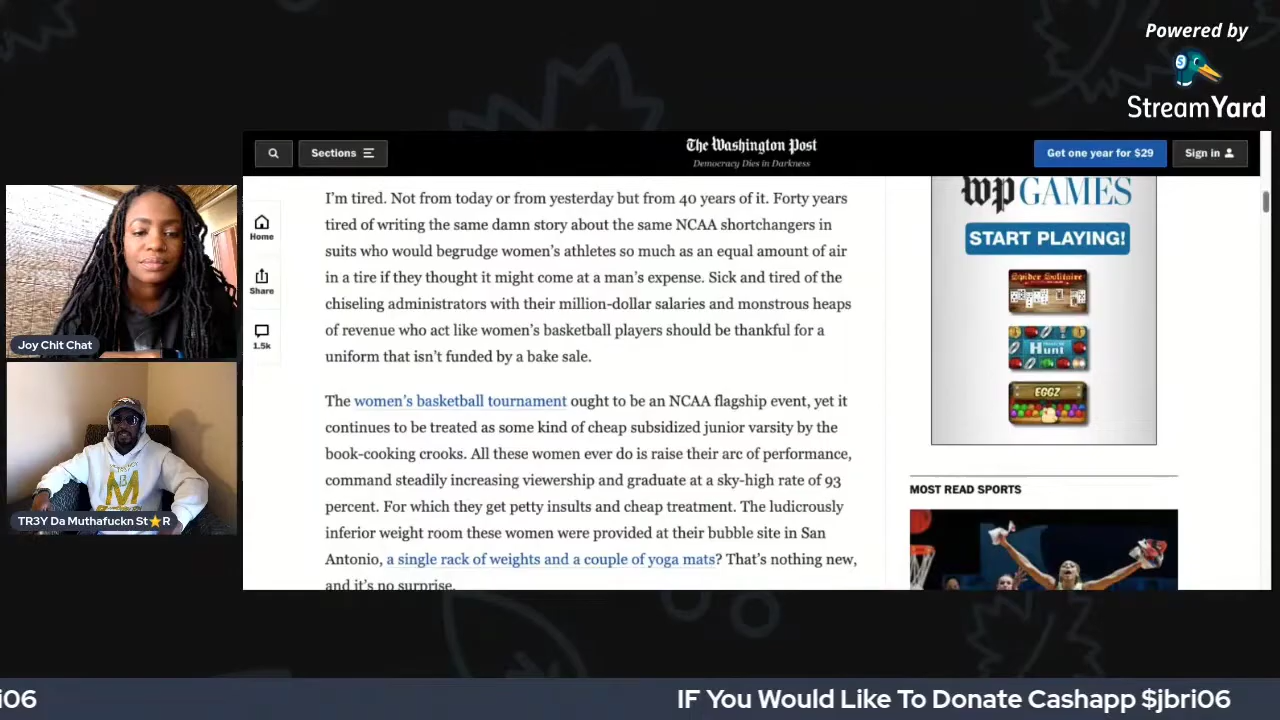 Powered by
S
StreamYard
Sections
The Washington Post
Democracy Dies in Darkness
Get one year for $29
Sign in
Home
Share
1.5k
I'm tired. Not from today or from yesterday but from 40 years of it. Forty years
tired of writing the same damn story about the same NCAA shortchangers in
suits who would begrudge women's athletes so much as an equal amount of air
in a tire if they thought it might come at a man's expense. Sick and tired of the
chiseling administrators with their million-dollar salaries and monstrous heaps
of revenue who act like women's basketball players should be thankful for a
uniform that isn't funded by a bake sale.
The women's basketball tournament ought to be an NCAA flagship event, yet it
continues to be treated as some kind of cheap subsidized junior varsity by the
book-cooking crooks. All these women ever do is raise their arc of performance,
command steadily increasing viewership and graduate at a sky-high rate of 93
percent. For which they get petty insults and cheap treatment. The ludicrously
inferior weight room these women were provided at their bubble site in San
Antonio, a single rack of weights and a couple of yoga mats? That's nothing new,
and it's no surprise.
wp GAMES
START PLAYING!
Spider Solitaire
Hunt
EGGZ
MOST READ SPORTS
Joy Chit Chat
M
TR3Y Da Muthafuckn St⭐R
i06
IF You Would Like To Donate Cashapp $jbri06